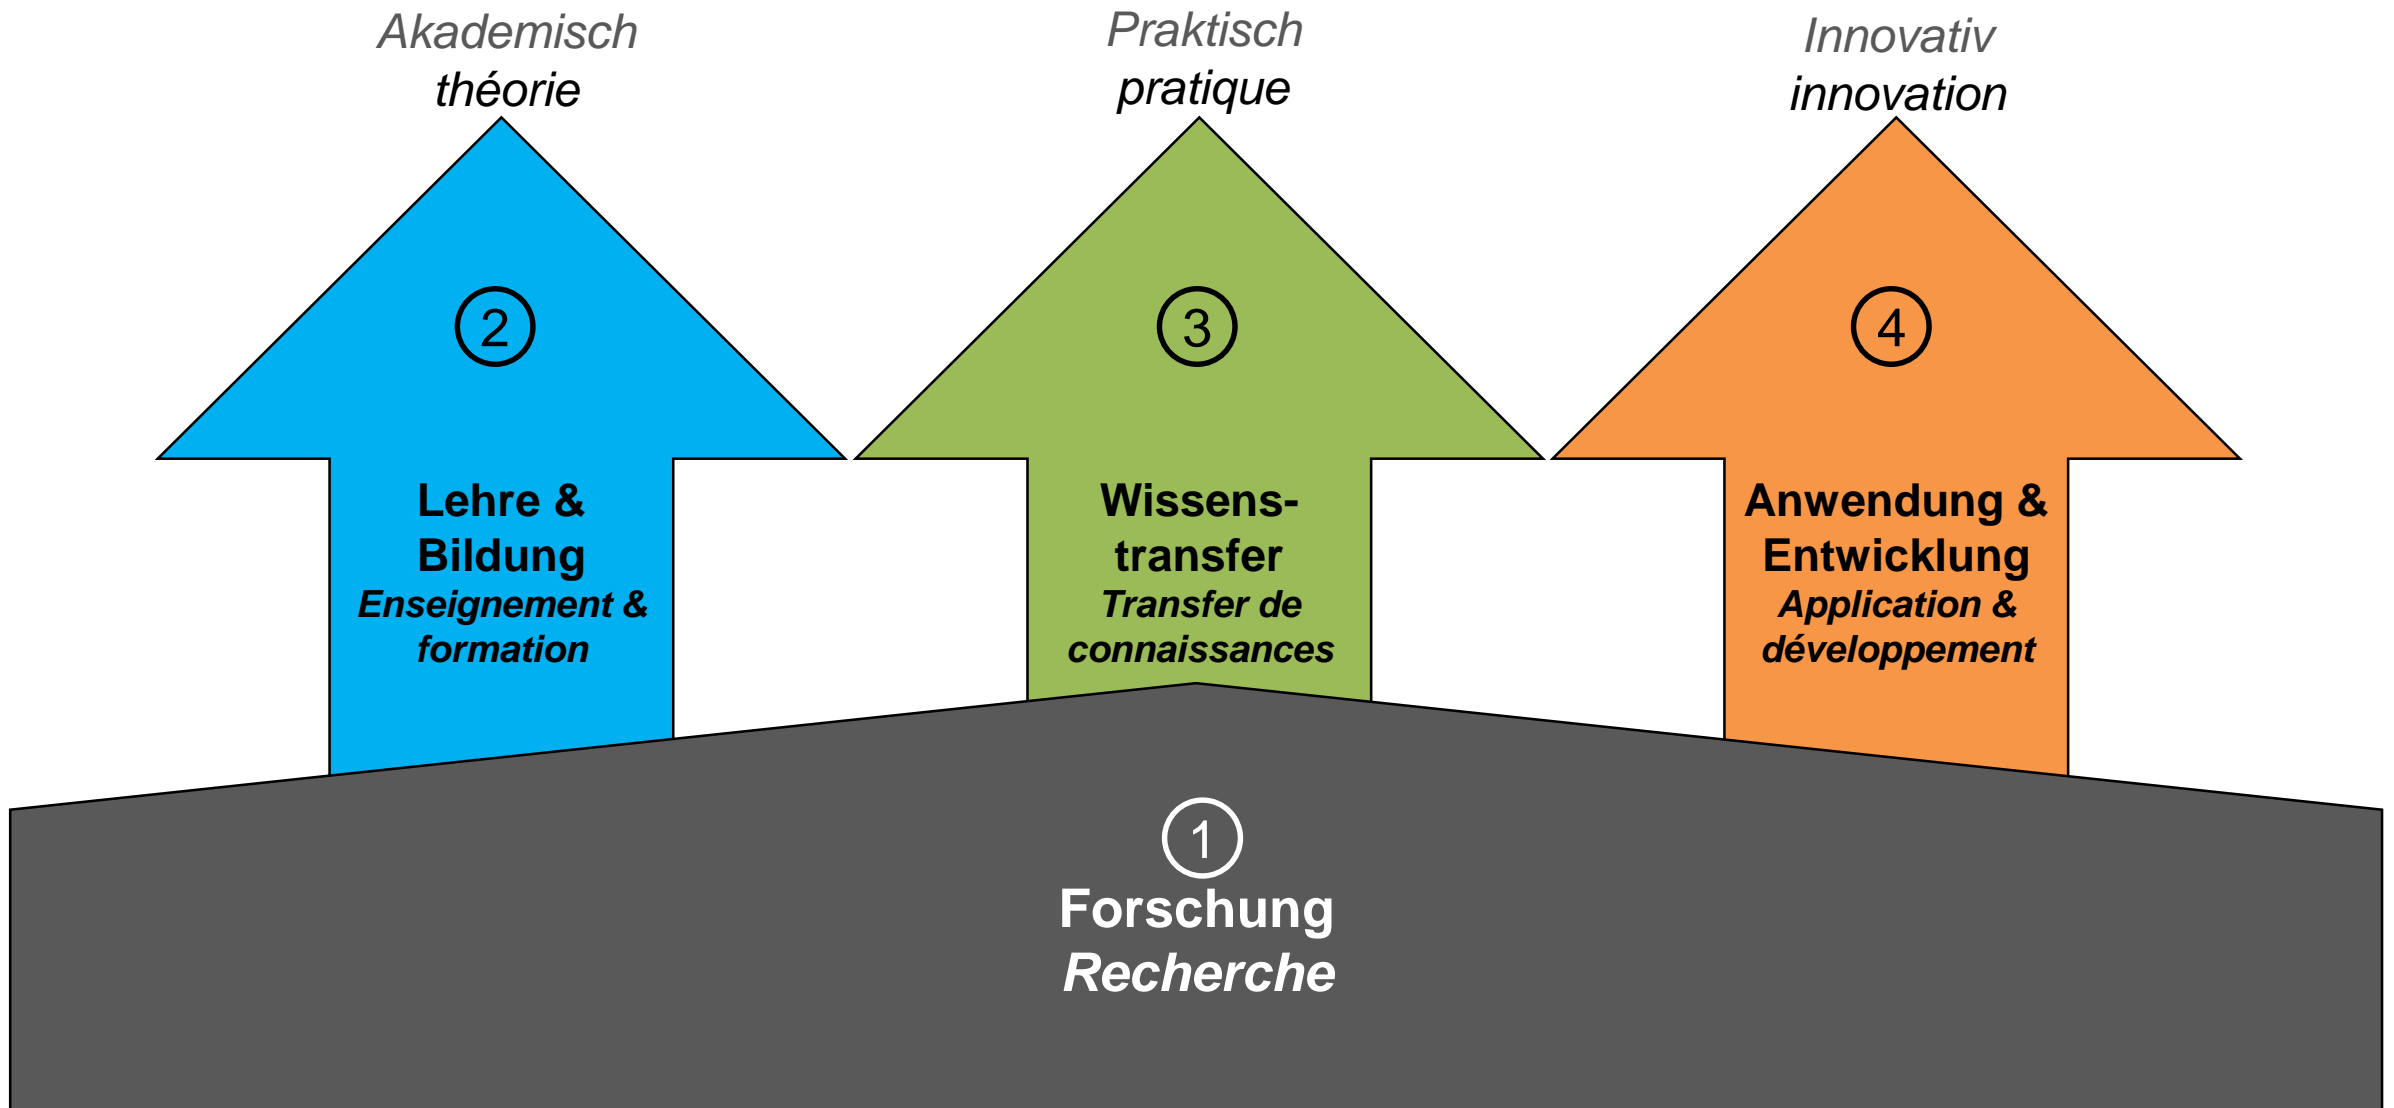 Akademisch
théorie
Praktisch
pratique
Innovativ
innovation
2
Lehre &
Bildung
Enseignement &
formation
3
Wissens-
transfer
Transfer de
connaissances
4
Anwendung &
Entwicklung
Application &
développement
1
Forschung
Recherche